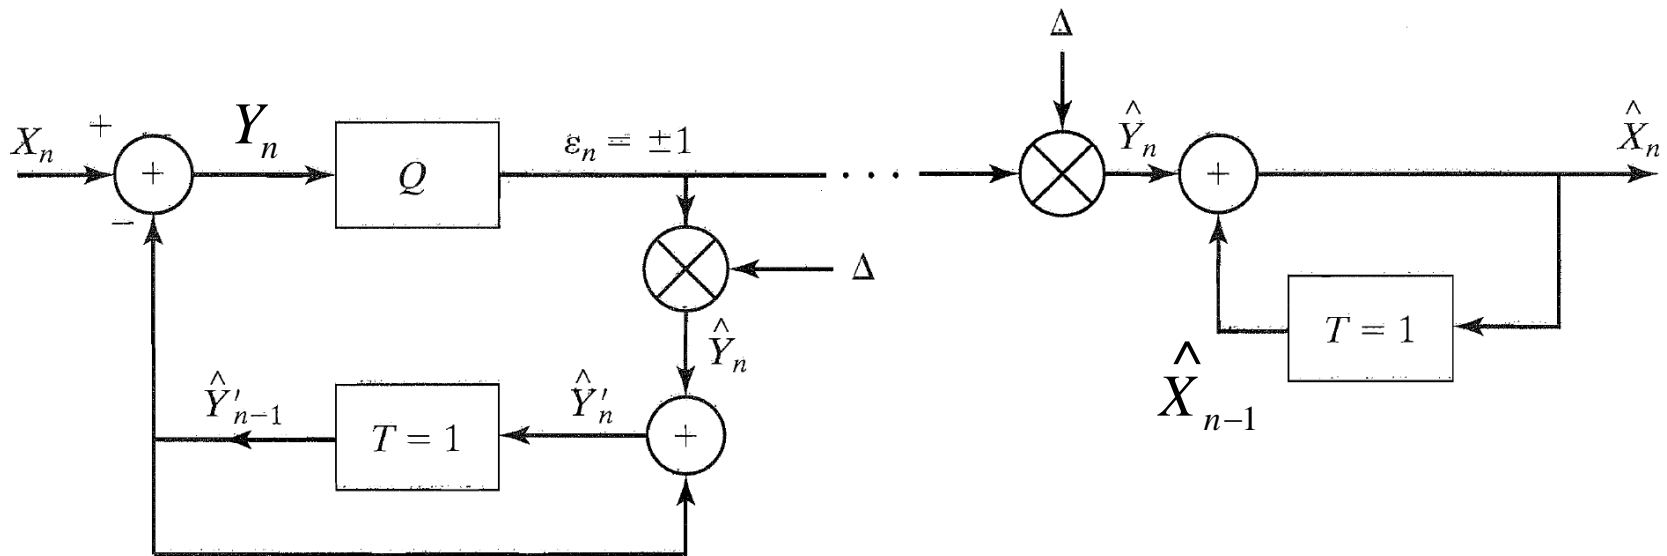 Δ
X_n
+
+
−
Y_n
Q
ε_n = ±1
. . .
Ŷ_n
+
X̂_n
Δ
Ŷ_n
T = 1
X̂_{n−1}
Ŷ′_{n−1}
T = 1
Ŷ′_n
+